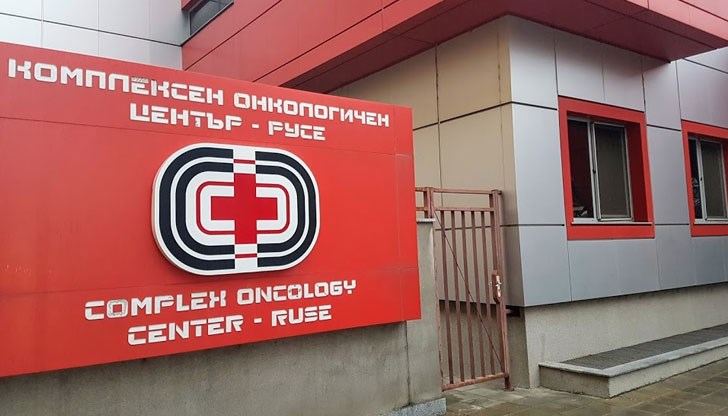 КОМПЛЕКСЕН ОНКОЛОГИЧЕН
ЦЕНТЪР - РУСЕ
COMPLEX ONCOLOGY
CENTER - RUSE